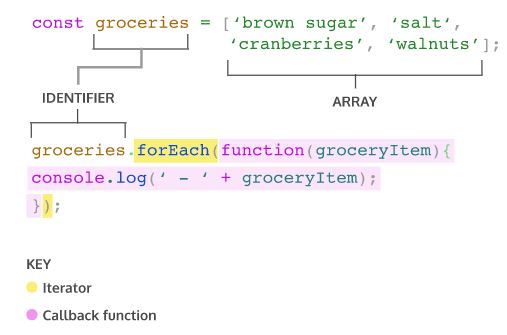 const groceries = [‘brown sugar’, ‘salt‘,
‘cranberries’, ‘walnuts’];
IDENTIFIER
ARRAY
groceries.forEach(function(groceryItem){
console.log(‘ - ‘ + groceryItem);
});
KEY
Iterator
Callback function